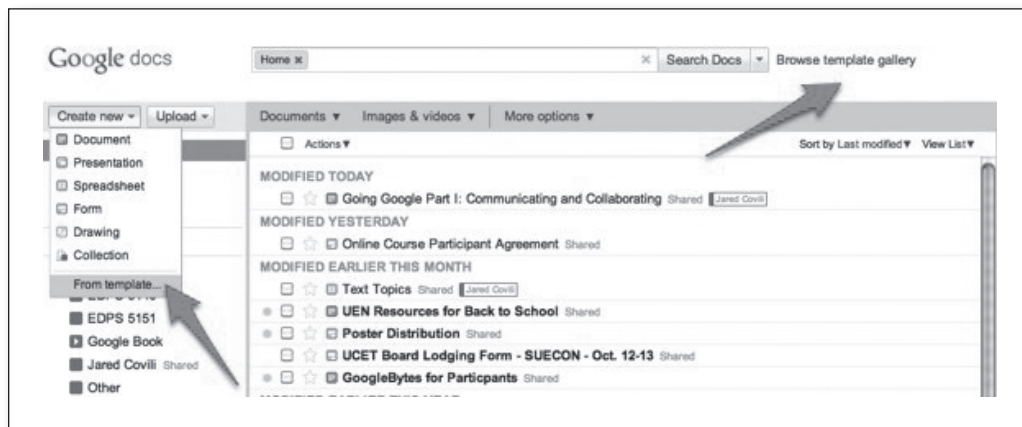 Google docs
Home x
x
Search Docs
Browse template gallery
Create new
Upload
Documents
Images & videos
More options
Document
Presentation
Spreadsheet
Form
Drawing
Collection
From template...
EDPS 5151
Google Book
Jared Covili Shared
Other
Actions
Sort by Last modified
View List
MODIFIED TODAY
Going Google Part I: Communicating and Collaborating Shared Jared Covili
MODIFIED YESTERDAY
Online Course Participant Agreement Shared
MODIFIED EARLIER THIS MONTH
Text Topics Shared Jared Covili
UEN Resources for Back to School Shared
Poster Distribution Shared
UCET Board Lodging Form - SUECON - Oct. 12-13 Shared
GoogleBytes for Particpants Shared